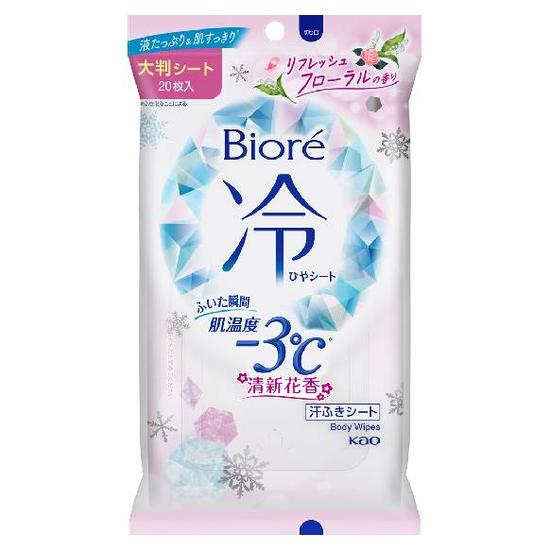 切り口
液たっぷり&肌すっきり
大判シート
20枚入
リフレッシュ
フローラルの香り
Bioré
冷
ひやシート
ふいた瞬間
肌温度
-3℃*
清新花香
汗ふきシート
Body Wipes
Kao